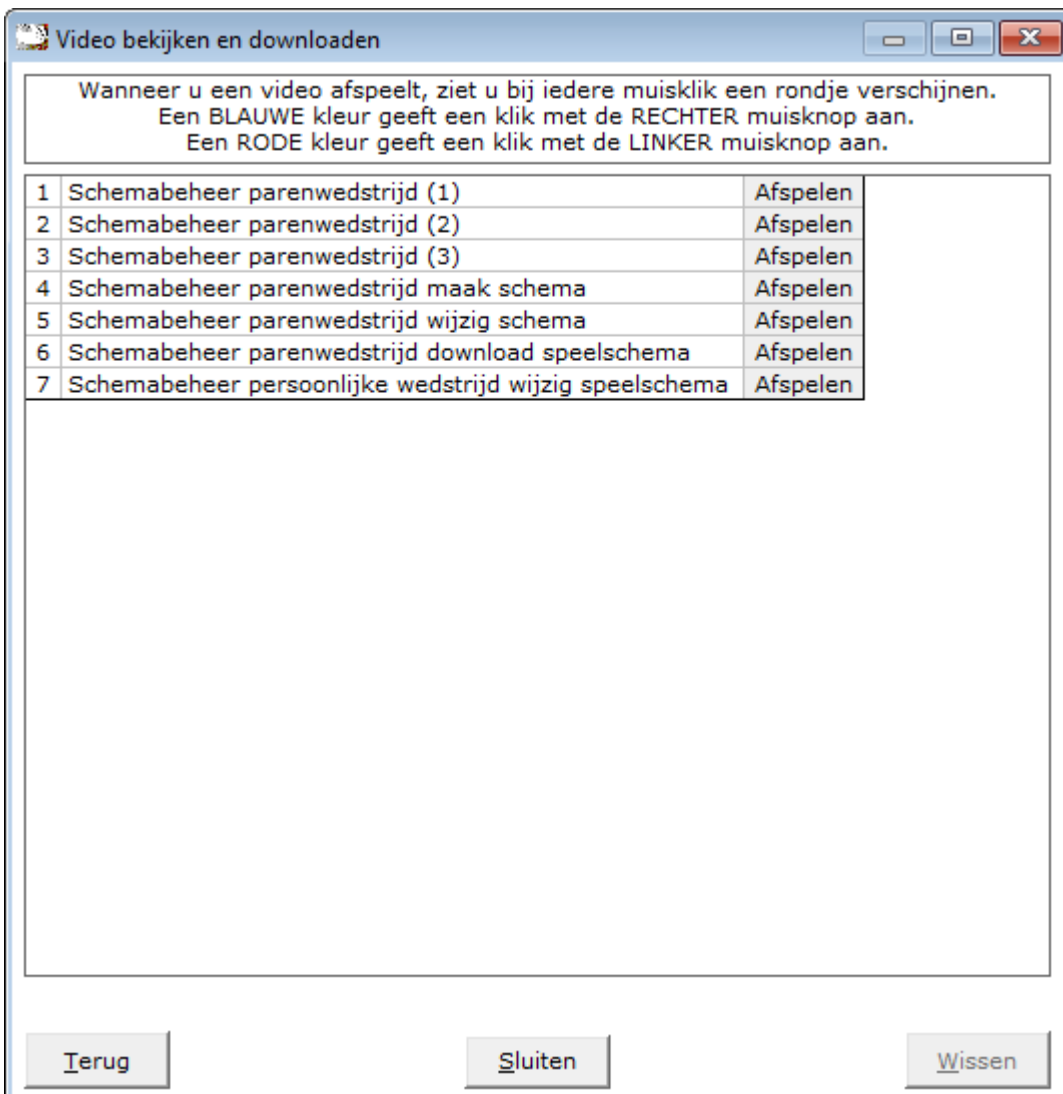 Video bekijken en downloaden
Wanneer u een video afspeelt, ziet u bij iedere muisklik een rondje verschijnen.
Een BLAUWE kleur geeft een klik met de RECHTER muisknop aan.
Een RODE kleur geeft een klik met de LINKER muisknop aan.
1 Schemabeheer parenwedstrijd (1) Afspelen
2 Schemabeheer parenwedstrijd (2) Afspelen
3 Schemabeheer parenwedstrijd (3) Afspelen
4 Schemabeheer parenwedstrijd maak schema Afspelen
5 Schemabeheer parenwedstrijd wijzig schema Afspelen
6 Schemabeheer parenwedstrijd download speelschema Afspelen
7 Schemabeheer persoonlijke wedstrijd wijzig speelschema Afspelen
Terug Sluiten Wissen